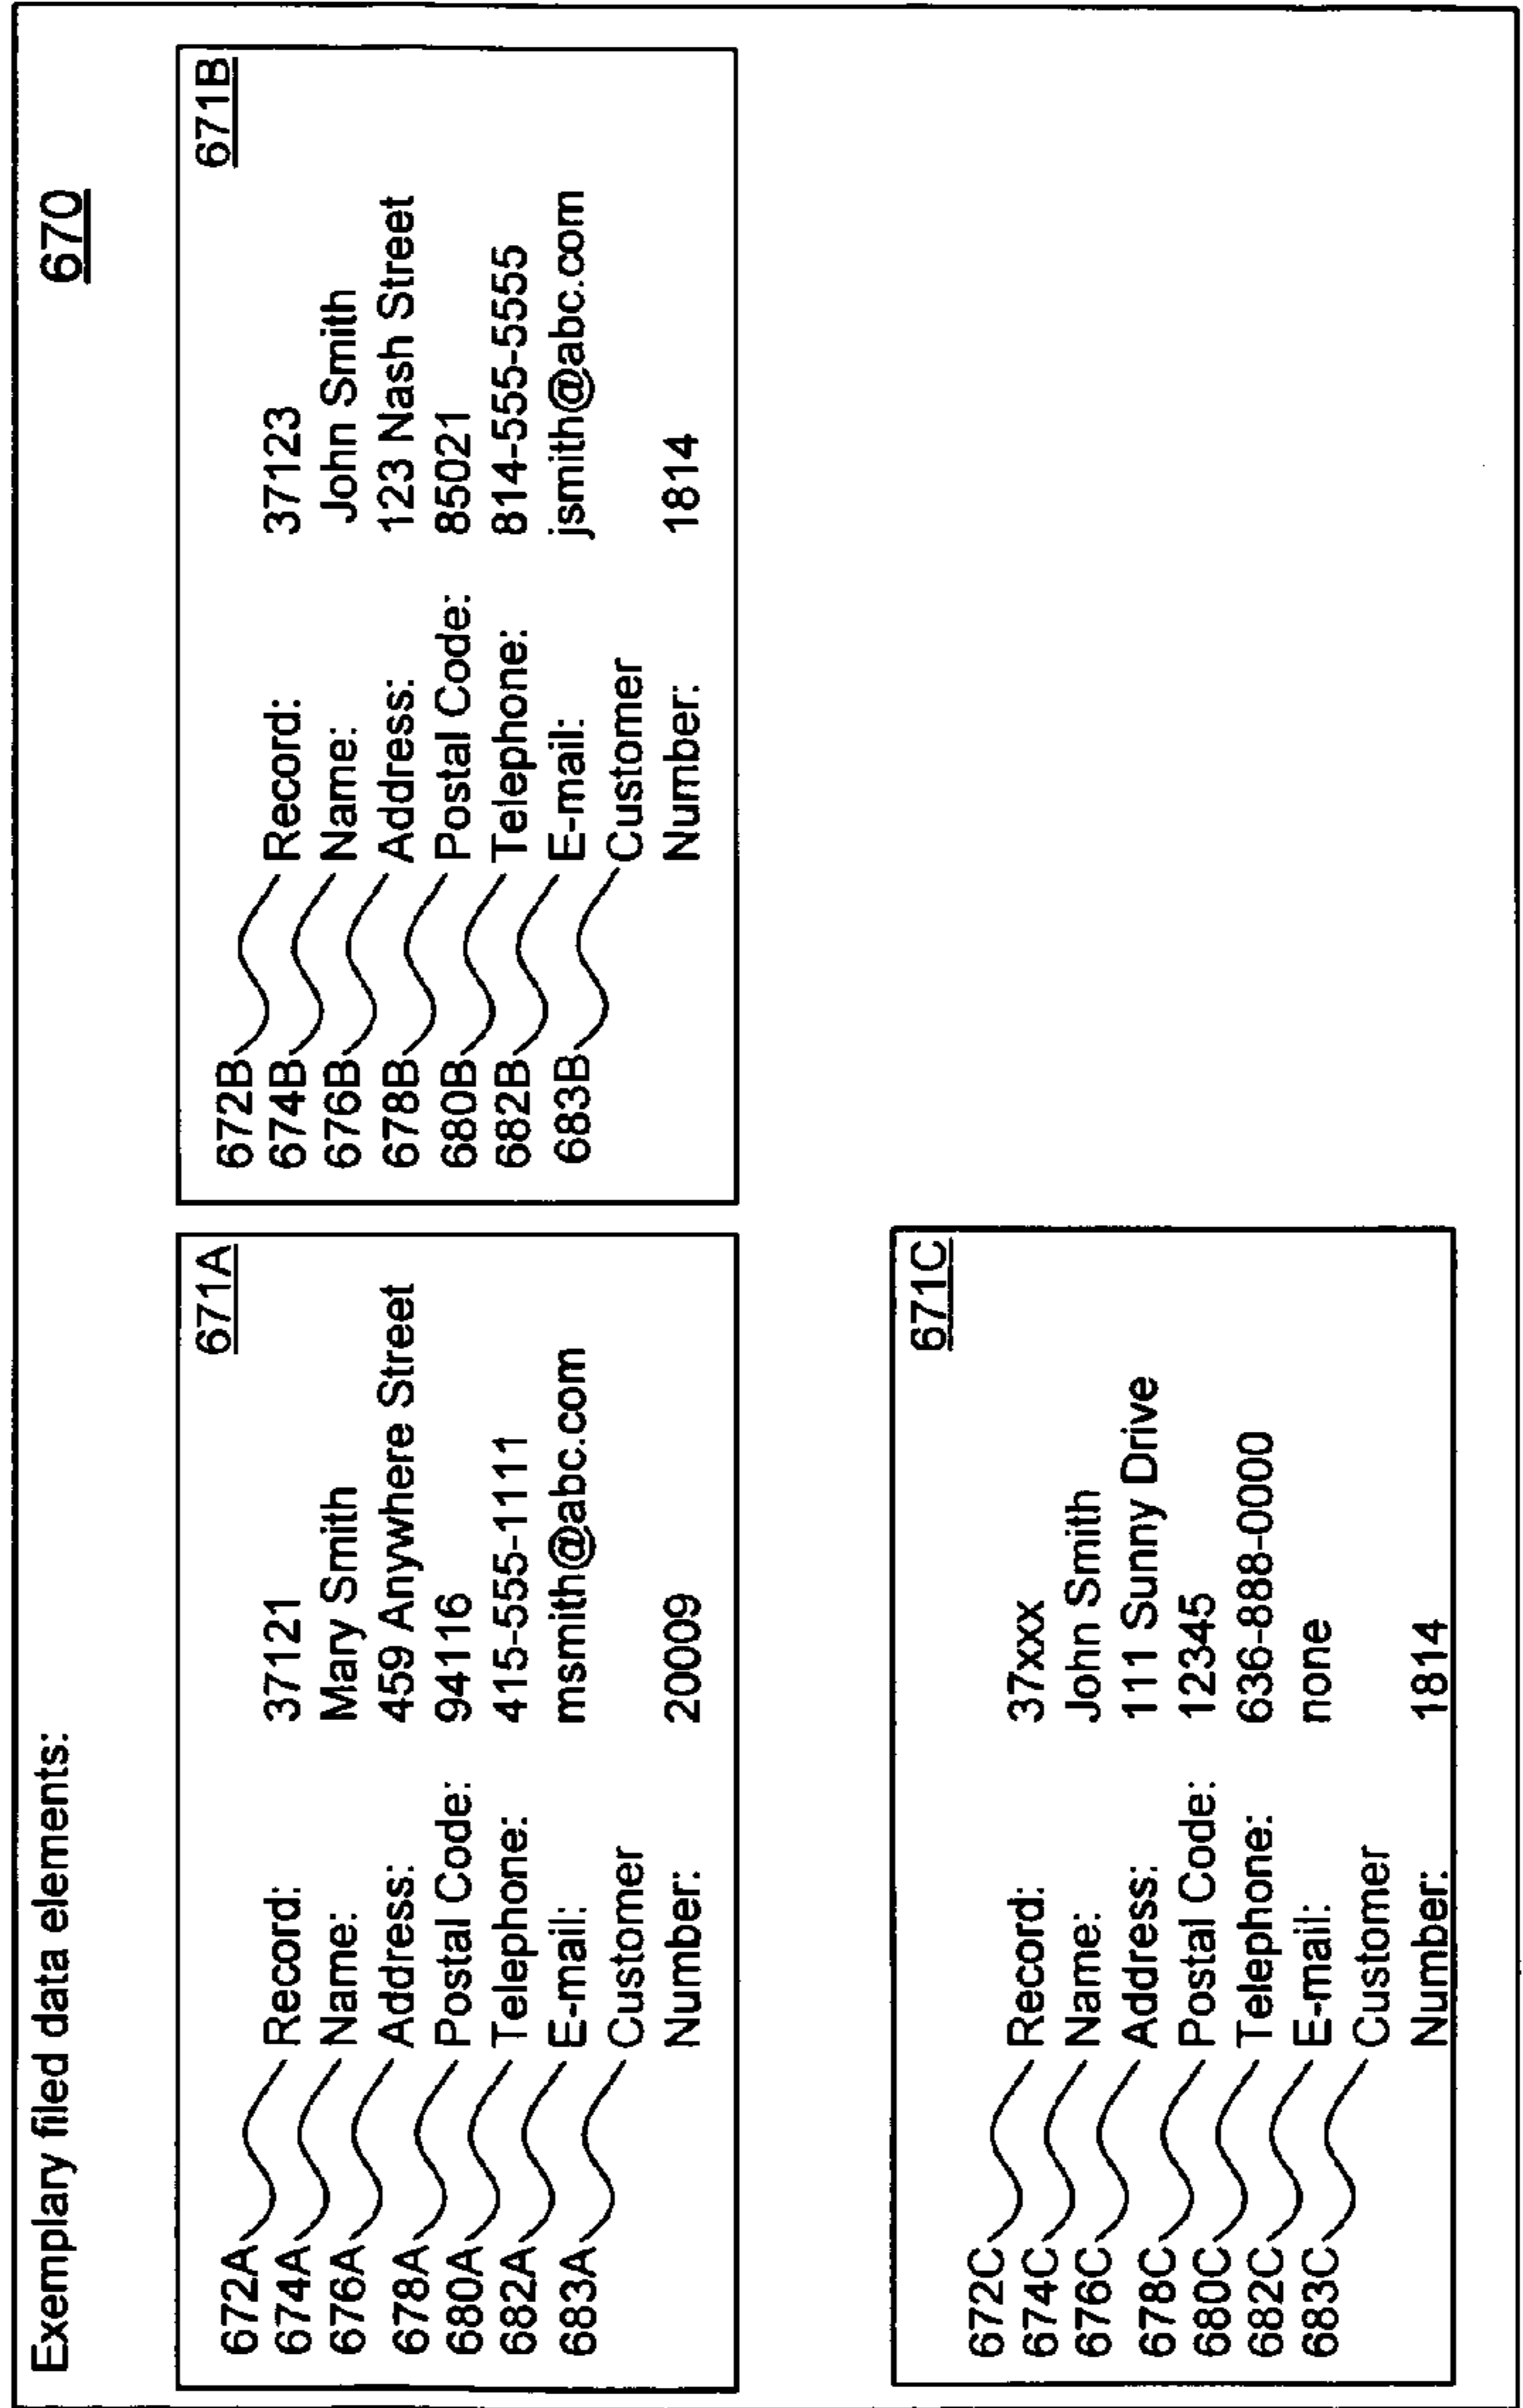 Exemplary filed data elements:
670
671A
672A Record: 37121
674A Name: Mary Smith
676A Address: 459 Anywhere Street
678A Postal Code: 94116
680A Telephone: 415-555-1111
682A E-mail: msmith@abc.com
683A Customer
Number: 20009
671B
672B Record: 37123
674B Name: John Smith
676B Address: 123 Nash Street
678B Postal Code: 85021
680B Telephone: 814-555-5555
682B E-mail: jsmith@abc.com
683B Customer
Number: 1814
671C
672C Record: 37xxx
674C Name: John Smith
676C Address: 111 Sunny Drive
678C Postal Code: 12345
680C Telephone: 636-888-0000
682C E-mail: none
683C Customer
Number: 1814